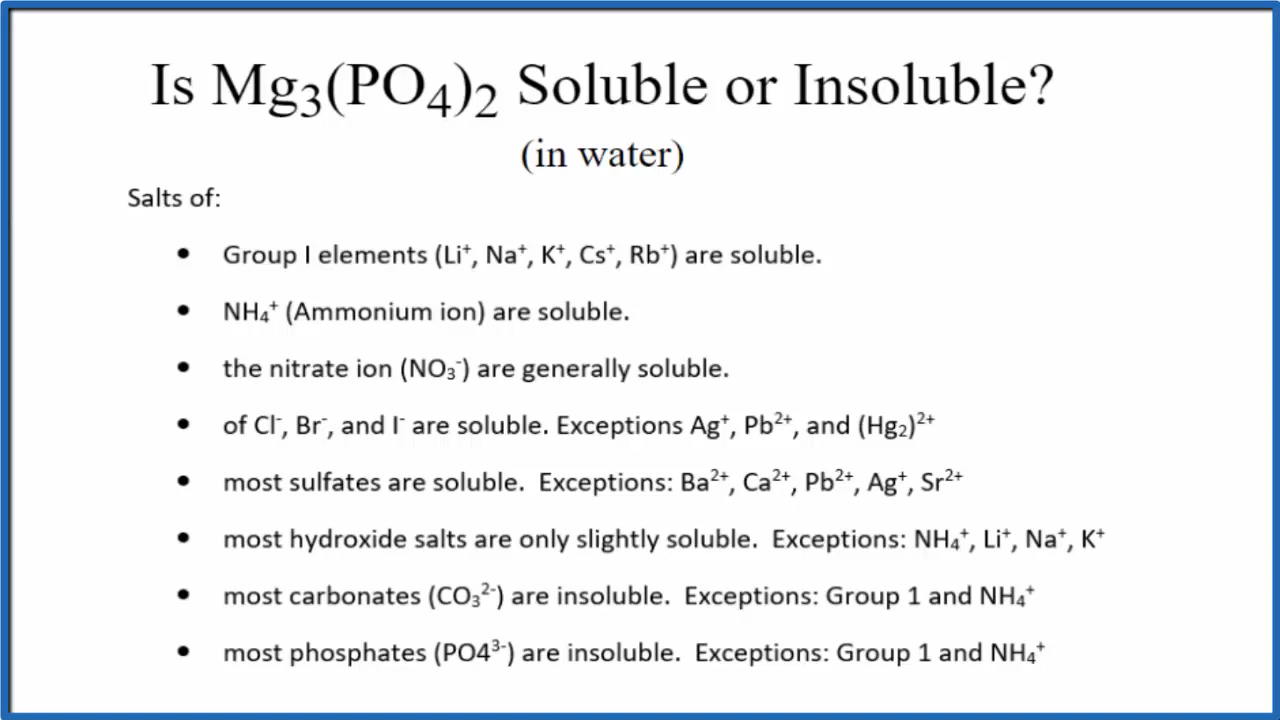 Is Mg₃(PO₄)₂ Soluble or Insoluble?
(in water)
Salts of:
• Group I elements (Li⁺, Na⁺, K⁺, Cs⁺, Rb⁺) are soluble.
• NH₄⁺ (Ammonium ion) are soluble.
• the nitrate ion (NO₃⁻) are generally soluble.
• of Cl⁻, Br⁻, and I⁻ are soluble. Exceptions Ag⁺, Pb²⁺, and (Hg₂)²⁺
• most sulfates are soluble.  Exceptions: Ba²⁺, Ca²⁺, Pb²⁺, Ag⁺, Sr²⁺
• most hydroxide salts are only slightly soluble.  Exceptions: NH₄⁺, Li⁺, Na⁺, K⁺
• most carbonates (CO₃²⁻) are insoluble.  Exceptions: Group 1 and NH₄⁺
• most phosphates (PO4³⁻) are insoluble.  Exceptions: Group 1 and NH₄⁺